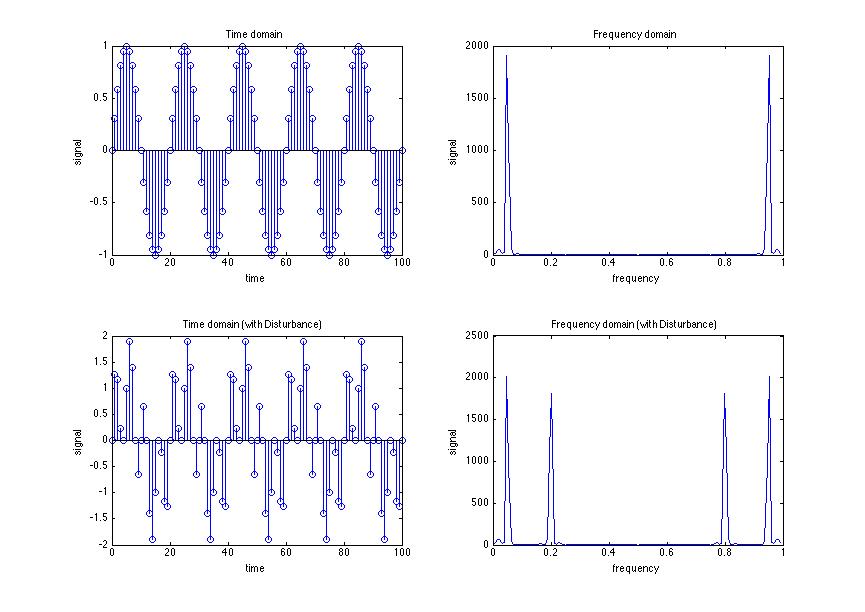 Time domain
1
0.5
0
-0.5
-1
signal
0 20 40 60 80 100
time
Frequency domain
2000
1500
1000
500
0
signal
0 0.2 0.4 0.6 0.8 1
frequency
Time domain (with Disturbance)
2
1.5
1
0.5
0
-0.5
-1
-1.5
-2
signal
0 20 40 60 80 100
time
Frequency domain (with Disturbance)
2500
2000
1500
1000
500
0
signal
0 0.2 0.4 0.6 0.8 1
frequency